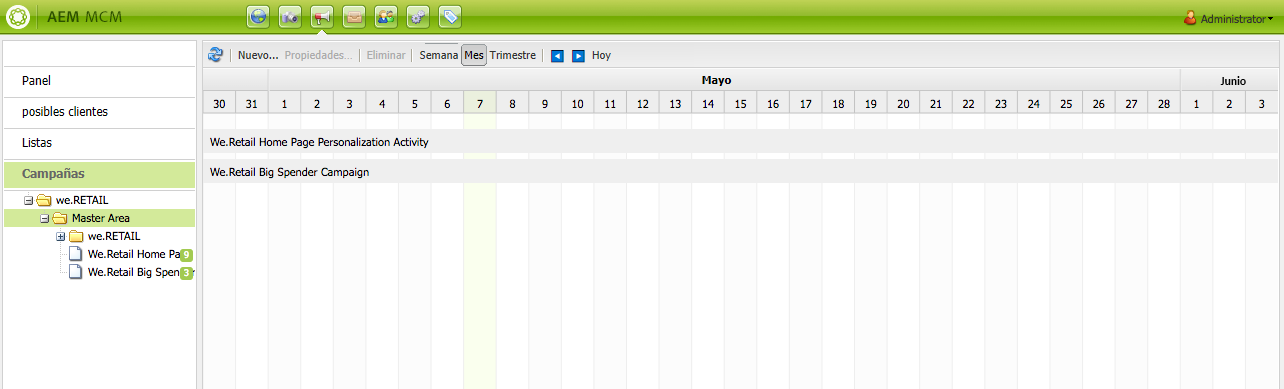 AEM MCM
Administrator
Nuevo... Propiedades... Eliminar Semana Mes Trimestre Hoy
Panel
posibles clientes
Listas
Campañas
we.RETAIL
Master Area
we.RETAIL
We.Retail Home Pa 9
We.Retail Big Spen 3
Mayo Junio
30 31 1 2 3 4 5 6 7 8 9 10 11 12 13 14 15 16 17 18 19 20 21 22 23 24 25 26 27 28 1 2 3
We.Retail Home Page Personalization Activity
We.Retail Big Spender Campaign